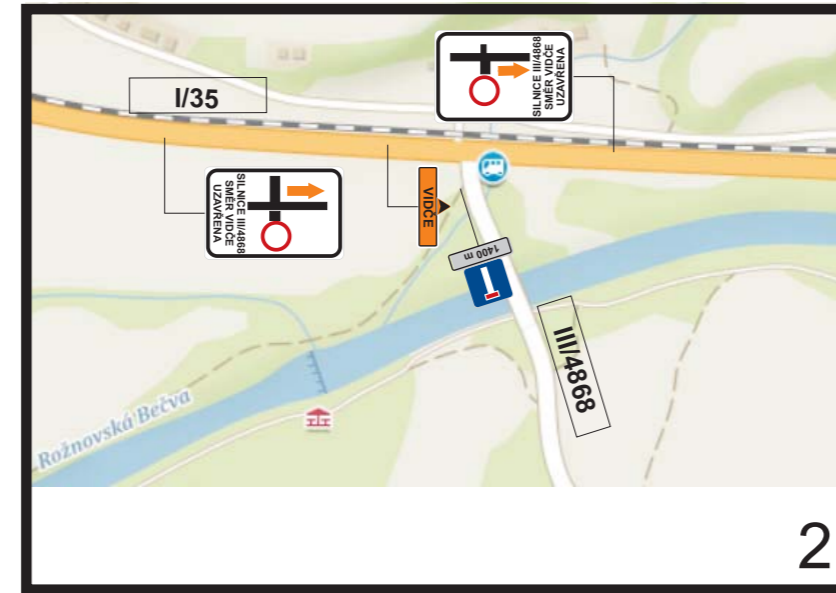 I/35
SILNICE III/4868
SMĚR VIDČE
UZAVŘENA
SILNICE III/4868
SMĚR VIDČE
UZAVŘENA
VIDČE
1400 m
III/4868
Rožnovská Bečva
2